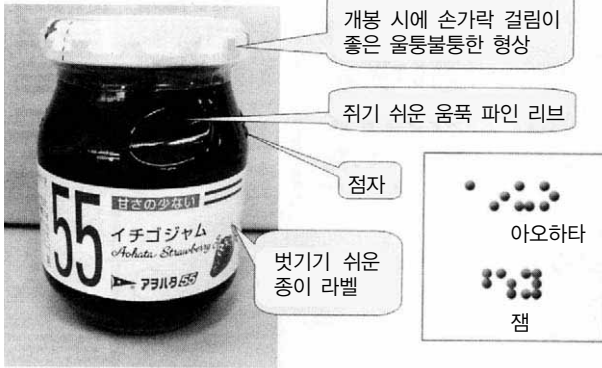 개봉 시에 손가락 걸림이
좋은 울퉁불퉁한 형상
쥐기 쉬운 움푹 파인 리브
점자
아오하타
잼
벗기기 쉬운
종이 라벨
55
甘さの少ない
イチゴジャム
Aohata Strawberry
アヲハタ55